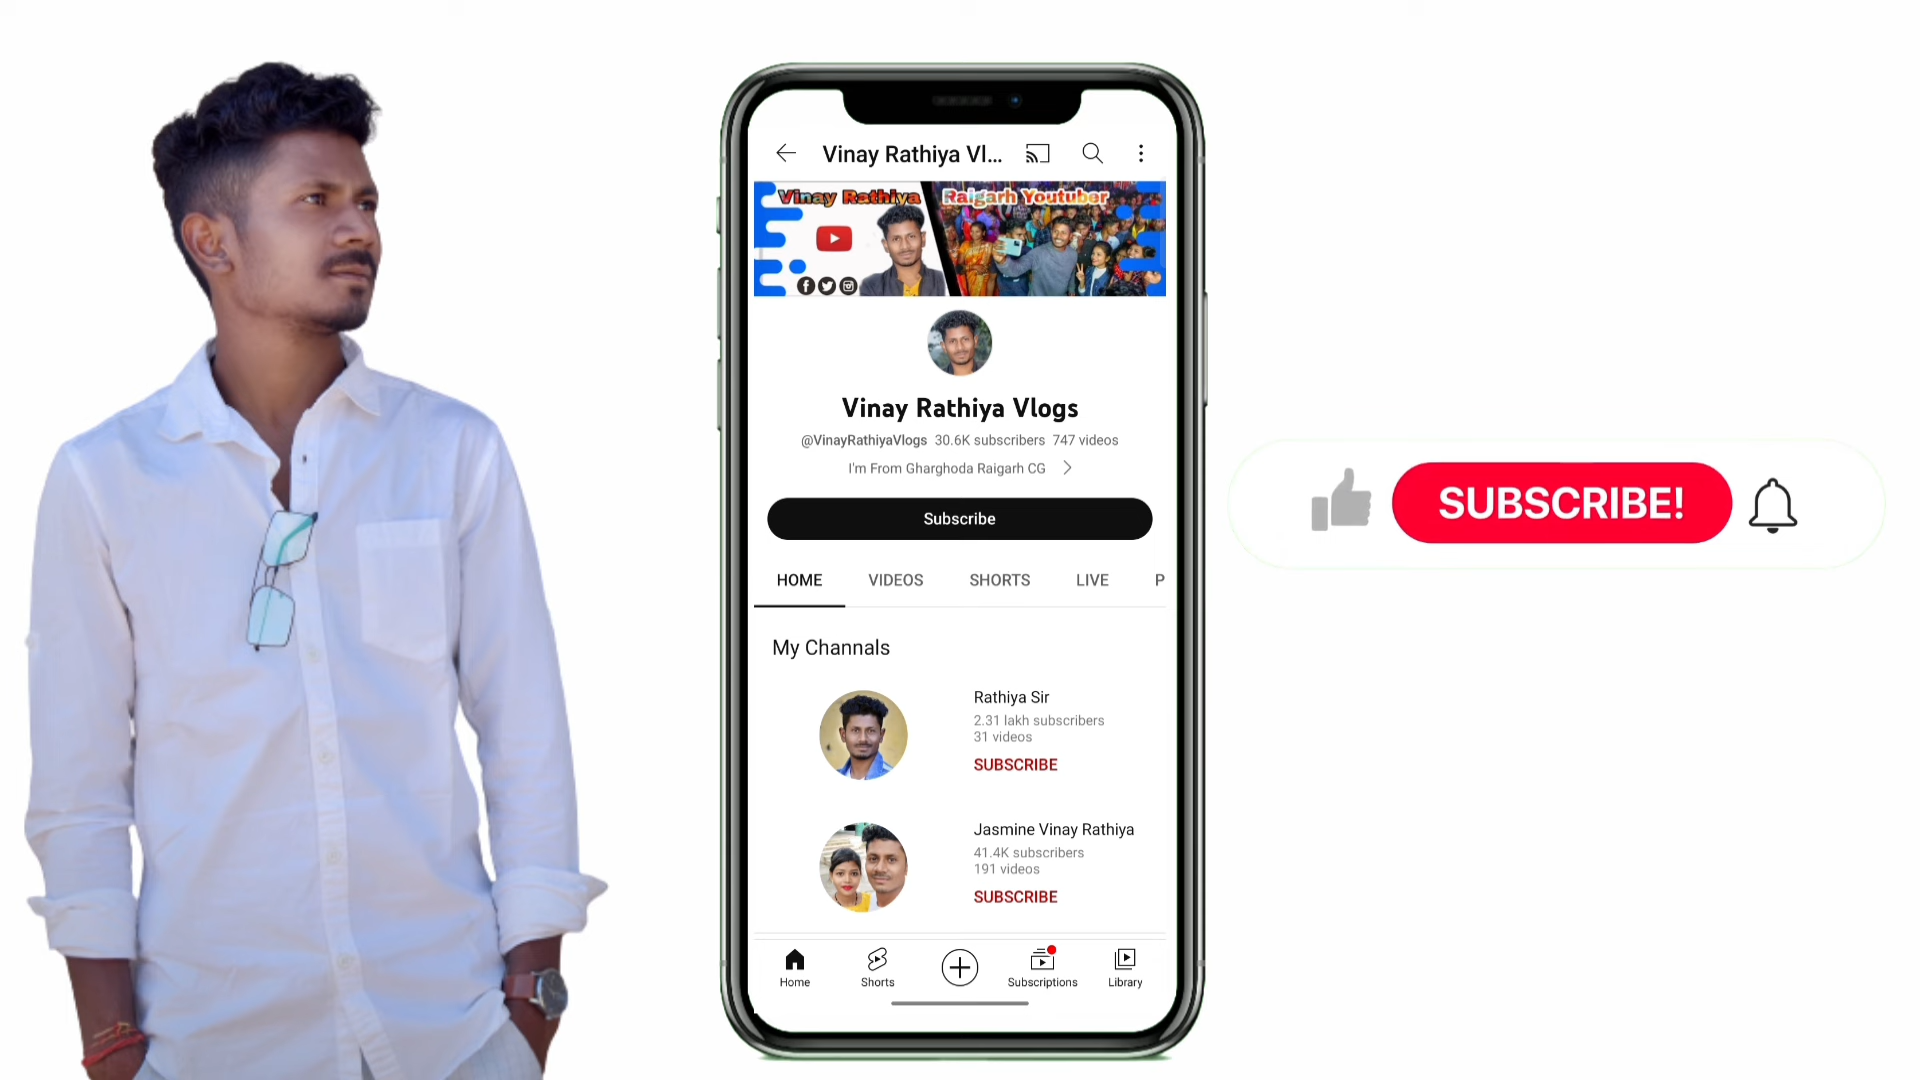 Vinay Rathiya Vl...
Vinay Rathiya
Raigarh Youtuber
Vinay Rathiya Vlogs
@VinayRathiyaVlogs 30.6K subscribers 747 videos
I'm From Gharghoda Raigarh CG
Subscribe
HOME VIDEOS SHORTS LIVE P
My Channals
Rathiya Sir
2.31 lakh subscribers
31 videos
SUBSCRIBE
Jasmine Vinay Rathiya
41.4K subscribers
191 videos
SUBSCRIBE
Home Shorts Subscriptions Library
SUBSCRIBE!